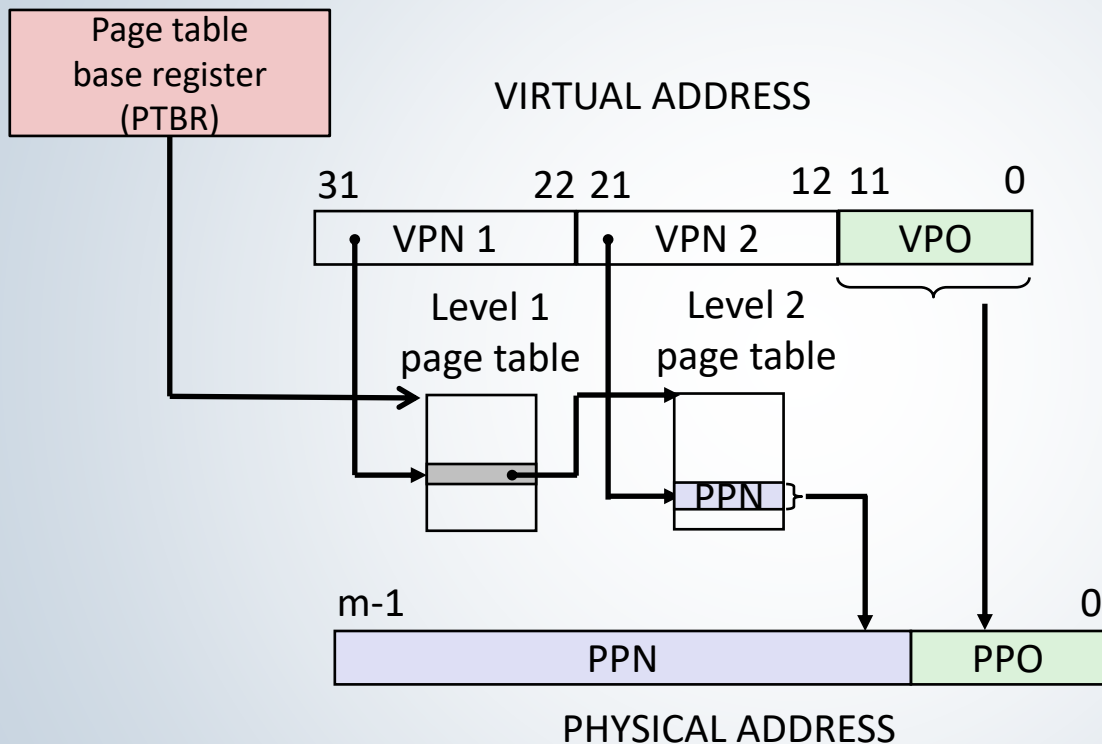 Page table
base register
(PTBR)
VIRTUAL ADDRESS
31 22 21 12 11 0
VPN 1 VPN 2 VPO
Level 1
page table
Level 2
page table
PPN
m-1 0
PPN PPO
PHYSICAL ADDRESS